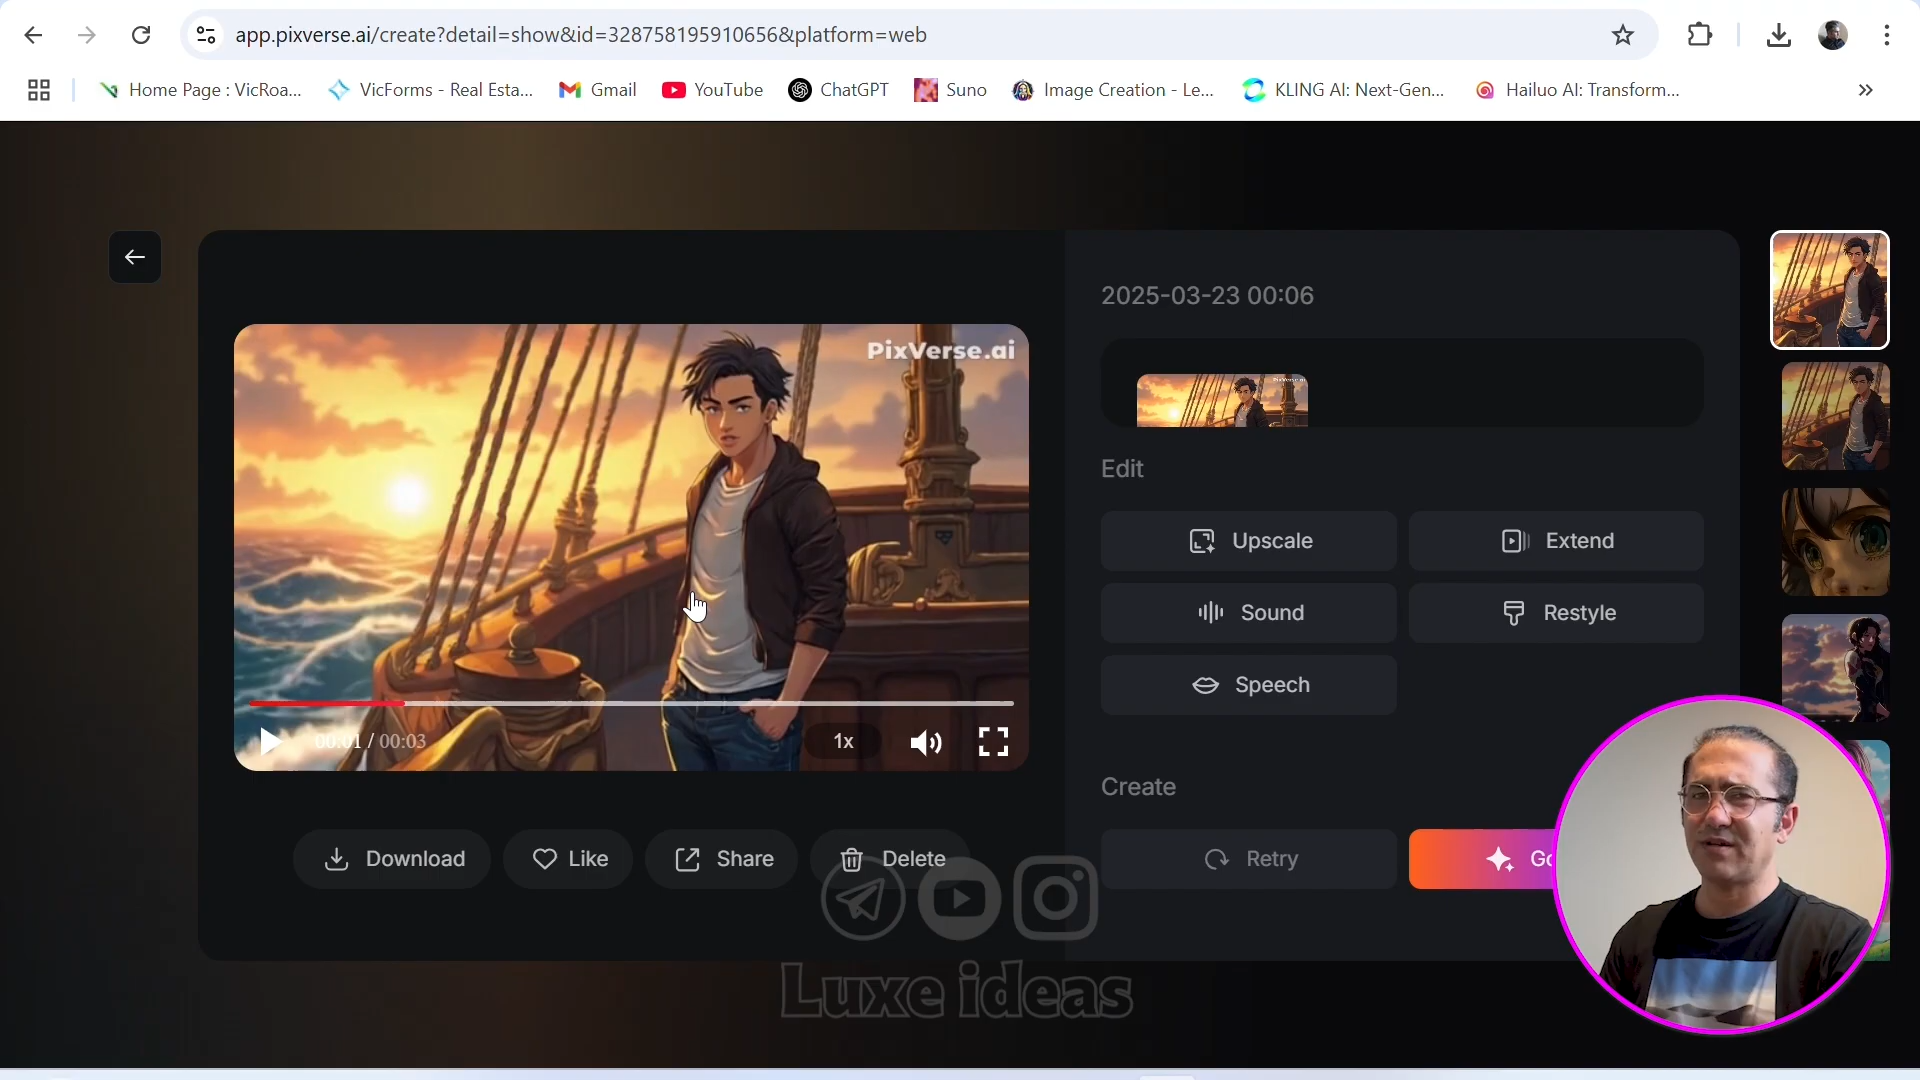 app.pixverse.ai/create?detail=show&id=328758195910656&platform=web
Home Page : VicRoa...
VicForms - Real Esta...
Gmail
YouTube
ChatGPT
Suno
Image Creation - Le...
KLING AI: Next-Gen...
Hailuo AI: Transform...
2025-03-23 00:06
PixVerse.ai
Edit
Upscale
Extend
Sound
Restyle
Speech
00:01 / 00:03
1x
Create
Download
Like
Share
Delete
Retry
Go
Luxe ideas